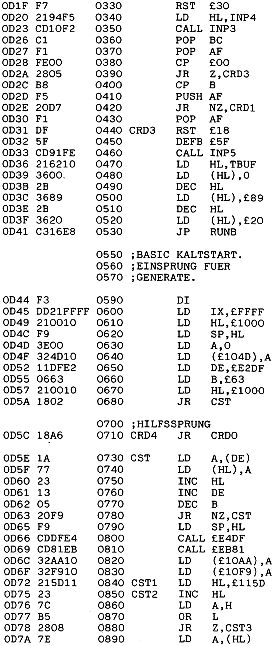 0D1F F7 0330 RST £30
0D20 2194F5 0340 LD HL,INP4
0D23 CD10F2 0350 CALL INP3
0D26 C1 0360 POP BC
0D27 F1 0370 POP AF
0D28 FE00 0380 CP £00
0D2A 2805 0390 JR Z,CRD3
0D2C B8 0400 CP B
0D2D F5 0410 PUSH AF
0D2E 20D7 0420 JR NZ,CRD1
0D30 F1 0430 POP AF
0D31 DF 0440 CRD3 RST £18
0D32 5F 0450 DEFB £5F
0D33 CD91FE 0460 CALL INP5
0D36 216210 0470 LD HL,TBUF
0D39 3600 0480 LD (HL),0
0D3B 2B 0490 DEC HL
0D3C 3689 0500 LD (HL),£89
0D3E 2B 0510 DEC HL
0D3F 3620 0520 LD (HL),£20
0D41 C316E8 0530 JP RUNB
0550 ;BASIC KALTSTART.
0560 ;EINSPRUNG FUER
0570 ;GENERATE.
0D44 F3 0590 DI
0D45 DD21FFFF 0600 LD IX,£FFFF
0D49 210010 0610 LD HL,£1000
0D4C F9 0620 LD SP,HL
0D4D 3E00 0630 LD A,0
0D4F 324D10 0640 LD (£104D),A
0D52 11DFE2 0650 LD DE,£E2DF
0D55 0663 0660 LD B,£63
0D57 210010 0670 LD HL,£1000
0D5A 1802 0680 JR CST
0700 ;HILFSSPRUNG
0D5C 18A6 0710 CRD4 JR CRD0
0D5E 1A 0730 CST LD A,(DE)
0D5F 77 0740 LD (HL),A
0D60 23 0750 INC HL
0D61 13 0760 INC DE
0D62 05 0770 DEC B
0D63 20F9 0780 JR NZ,CST
0D65 F9 0790 LD SP,HL
0D66 CDDFE4 0800 CALL £E4DF
0D69 CD81EB 0810 CALL £EB81
0D6C 32AA10 0820 LD (£10AA),A
0D6F 32F910 0830 LD (£10F9),A
0D72 215D11 0840 CST1 LD HL,£115D
0D75 23 0850 CST2 INC HL
0D76 7C 0860 LD A,H
0D77 B5 0870 OR L
0D78 2808 0880 JR Z,CST3
0D7A 7E 0890 LD A,(HL)